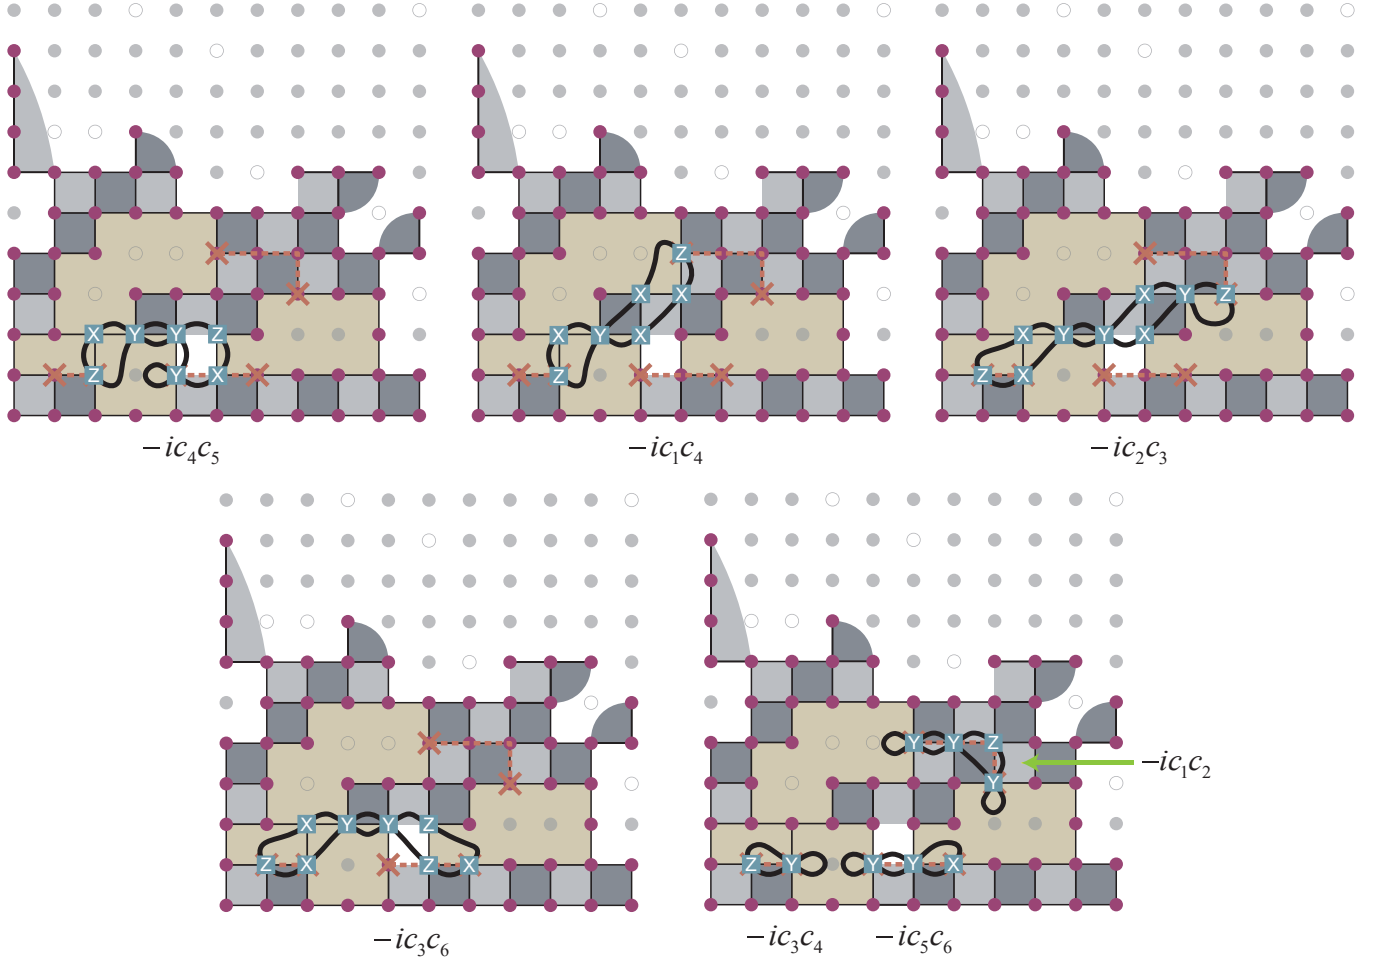 Z
X X Z
X Y Y Z X Y Z
X Y X X Y Y X
Z Y X Z Z X
−ic₄c₅ −ic₁c₄ −ic₂c₃
Y Y Z
−ic₁c₂
Y
X Y Y Z
Z X Z X Z Y Y Y X
−ic₃c₆ −ic₃c₄ −ic₅c₆